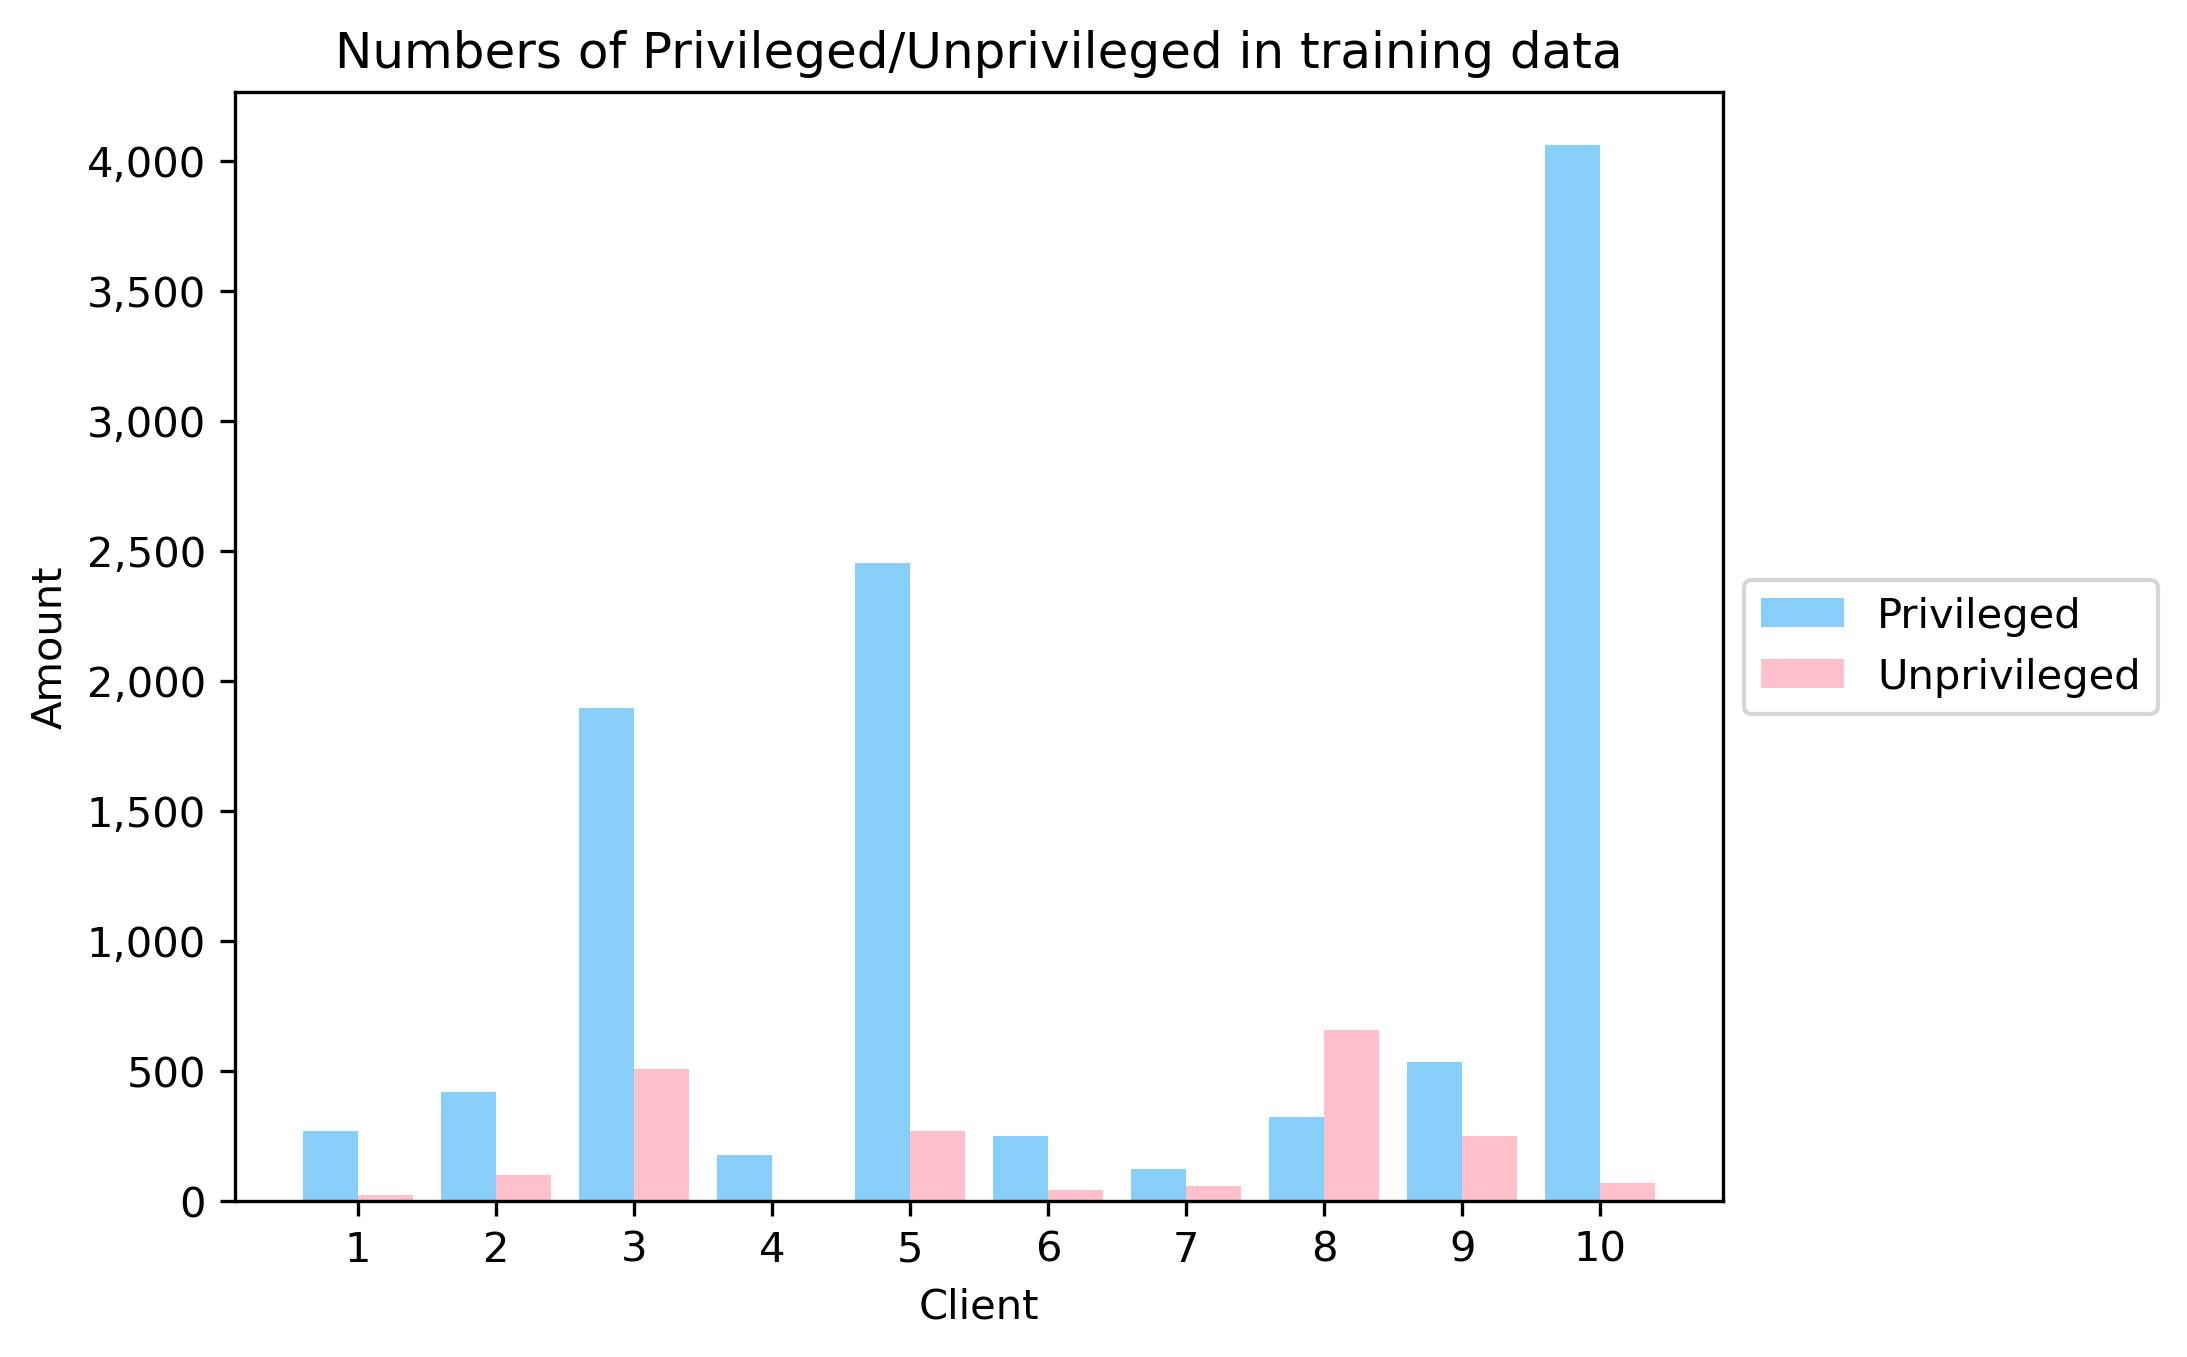 Numbers of Privileged/Unprivileged in training data
4,000
3,500
3,000
2,500
2,000
1,500
1,000
500
0
Amount
1 2 3 4 5 6 7 8 9 10
Client
Privileged
Unprivileged